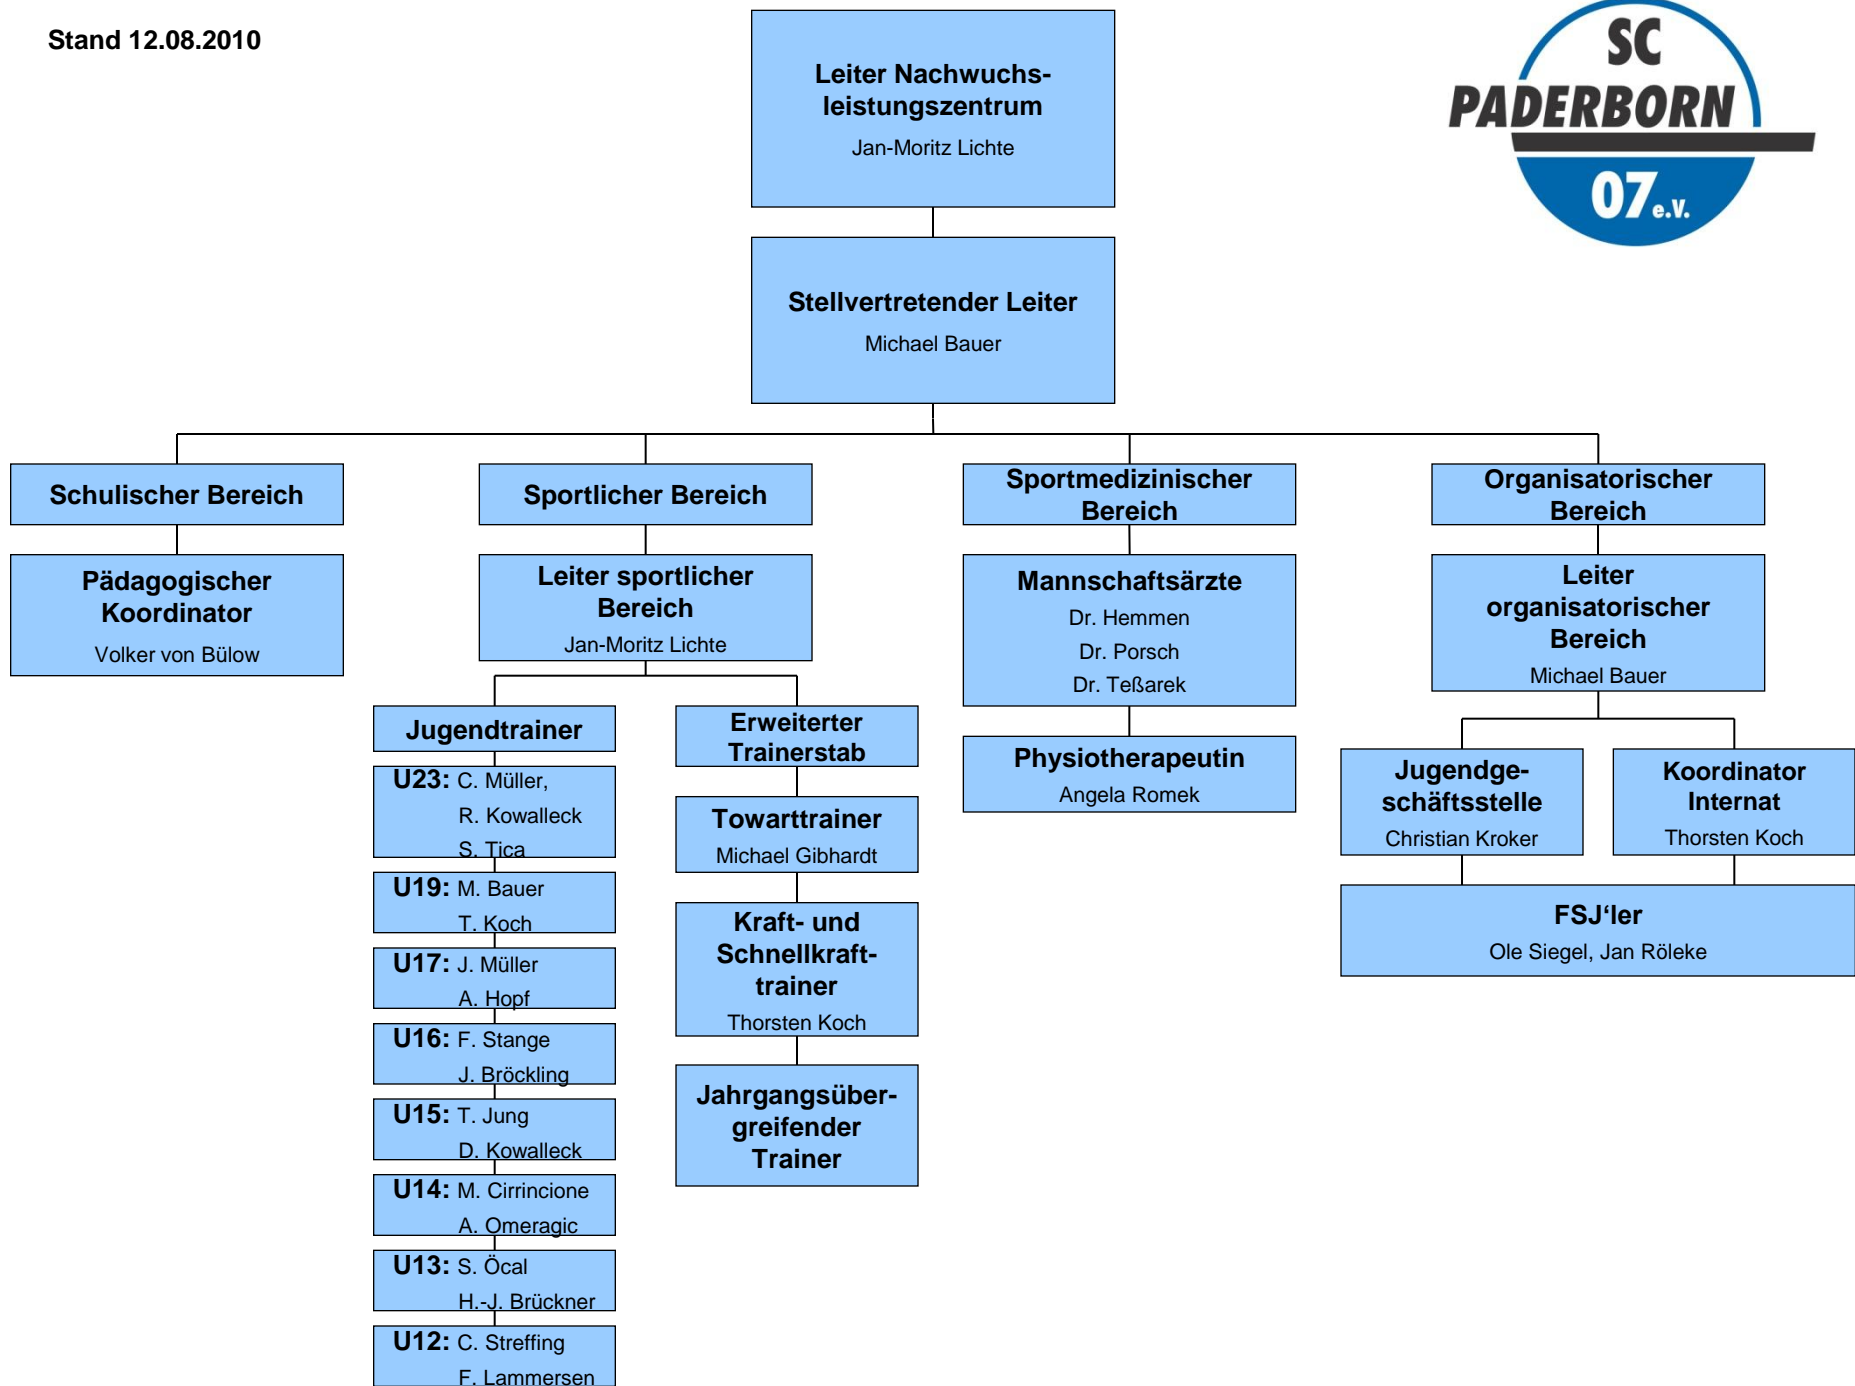 Stand 12.08.2010
Leiter Nachwuchs-
leistungszentrum
Jan-Moritz Lichte
SC
PADERBORN
07 e.V.
Stellvertretender Leiter
Michael Bauer
Schulischer Bereich
Pädagogischer
Koordinator
Volker von Bülow
Sportlicher Bereich
Leiter sportlicher
Bereich
Jan-Moritz Lichte
Jugendtrainer
U23: C. Müller,
R. Kowalleck
S. Tica
U19: M. Bauer
T. Koch
U17: J. Müller
A. Hopf
U16: F. Stange
J. Bröckling
U15: T. Jung
D. Kowalleck
U14: M. Cirrincione
A. Omeragic
U13: S. Öcal
H.-J. Brückner
U12: C. Streffing
F. Lammersen
Erweiterter
Trainerstab
Towarttrainer
Michael Gibhardt
Kraft- und
Schnellkraft-
trainer
Thorsten Koch
Jahrgangsüber-
greifender
Trainer
Sportmedizinischer
Bereich
Mannschaftsärzte
Dr. Hemmen
Dr. Porsch
Dr. Teßarek
Physiotherapeutin
Angela Romek
Organisatorischer
Bereich
Leiter
organisatorischer
Bereich
Michael Bauer
Jugendge-
schäftsstelle
Christian Kroker
Koordinator
Internat
Thorsten Koch
FSJ‘ler
Ole Siegel, Jan Röleke